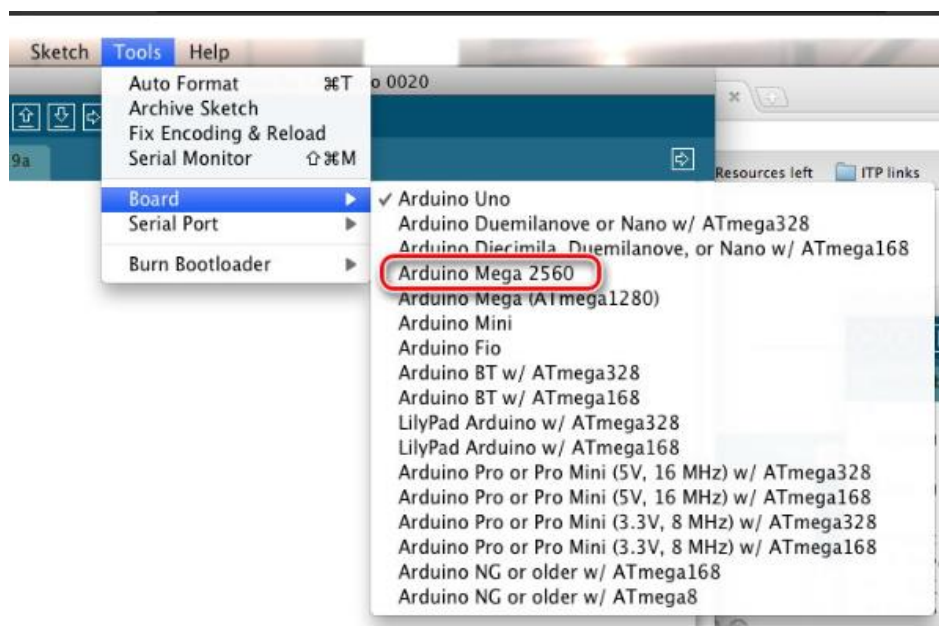 Sketch Tools Help
Auto Format ⌘T
o 0020
Archive Sketch
Fix Encoding & Reload
9a
Serial Monitor ⇧⌘M
Resources left ITP links
Board
Serial Port
Burn Bootloader
✓ Arduino Uno
Arduino Duemilanove or Nano w/ ATmega328
Arduino Diecimila, Duemilanove, or Nano w/ ATmega168
Arduino Mega 2560
Arduino Mega (ATmega1280)
Arduino Mini
Arduino Fio
Arduino BT w/ ATmega328
Arduino BT w/ ATmega168
LilyPad Arduino w/ ATmega328
LilyPad Arduino w/ ATmega168
Arduino Pro or Pro Mini (5V, 16 MHz) w/ ATmega328
Arduino Pro or Pro Mini (5V, 16 MHz) w/ ATmega168
Arduino Pro or Pro Mini (3.3V, 8 MHz) w/ ATmega328
Arduino Pro or Pro Mini (3.3V, 8 MHz) w/ ATmega168
Arduino NG or older w/ ATmega168
Arduino NG or older w/ ATmega8